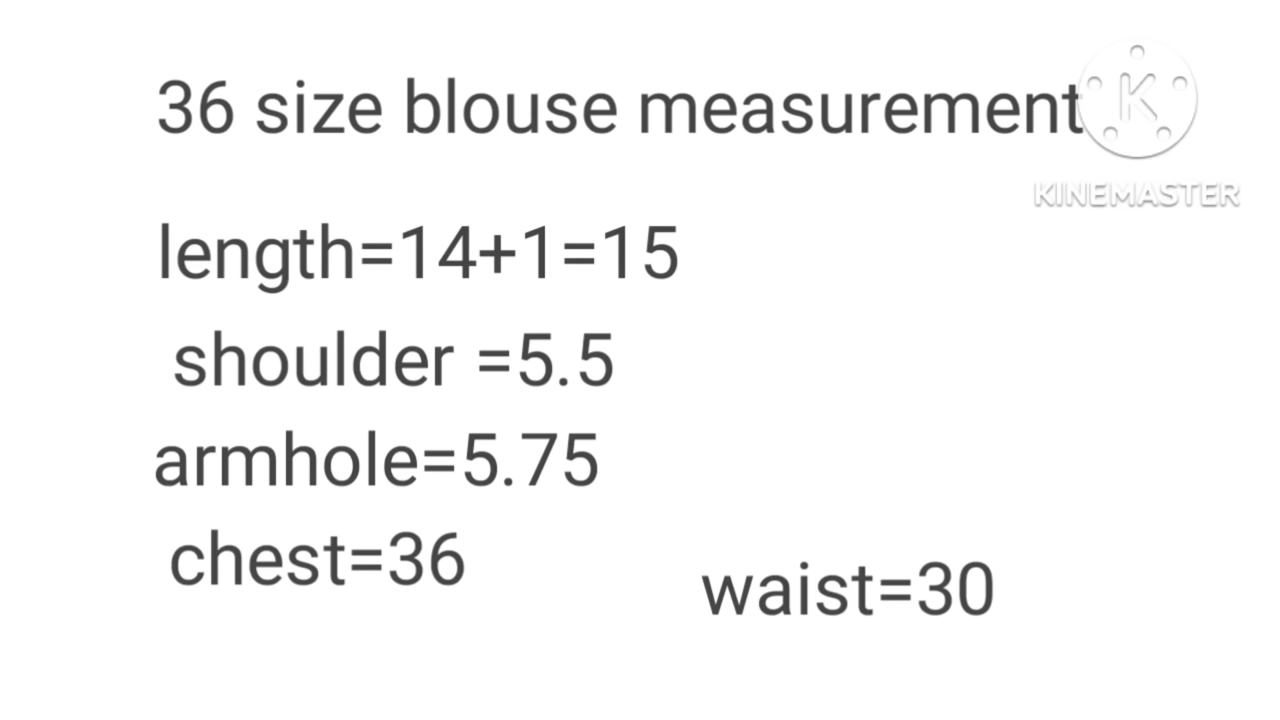 36 size blouse measurement
K
KINEMASTER
length=14+1=15
shoulder =5.5
armhole=5.75
chest=36
waist=30